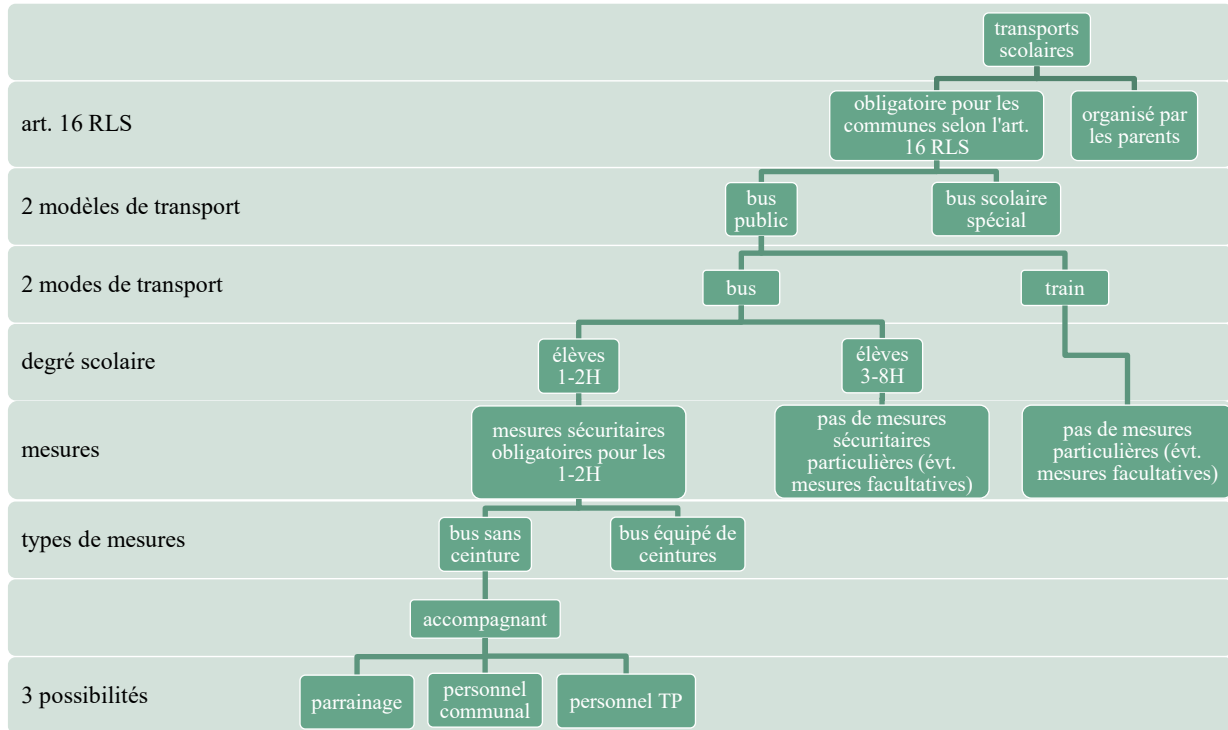 transports
scolaires
art. 16 RLS
obligatoire pour les
communes selon l'art.
16 RLS
organisé par
les parents
2 modèles de transport
bus
public
bus scolaire
spécial
2 modes de transport
bus
train
degré scolaire
élèves
1-2H
élèves
3-8H
mesures
mesures sécuritaires
obligatoires pour les
1-2H
pas de mesures
sécuritaires
particulières (évt.
mesures facultatives)
pas de mesures
particulières (évt.
mesures facultatives)
types de mesures
bus sans
ceinture
bus équipé de
ceintures
accompagnant
3 possibilités
parrainage
personnel
communal
personnel TP